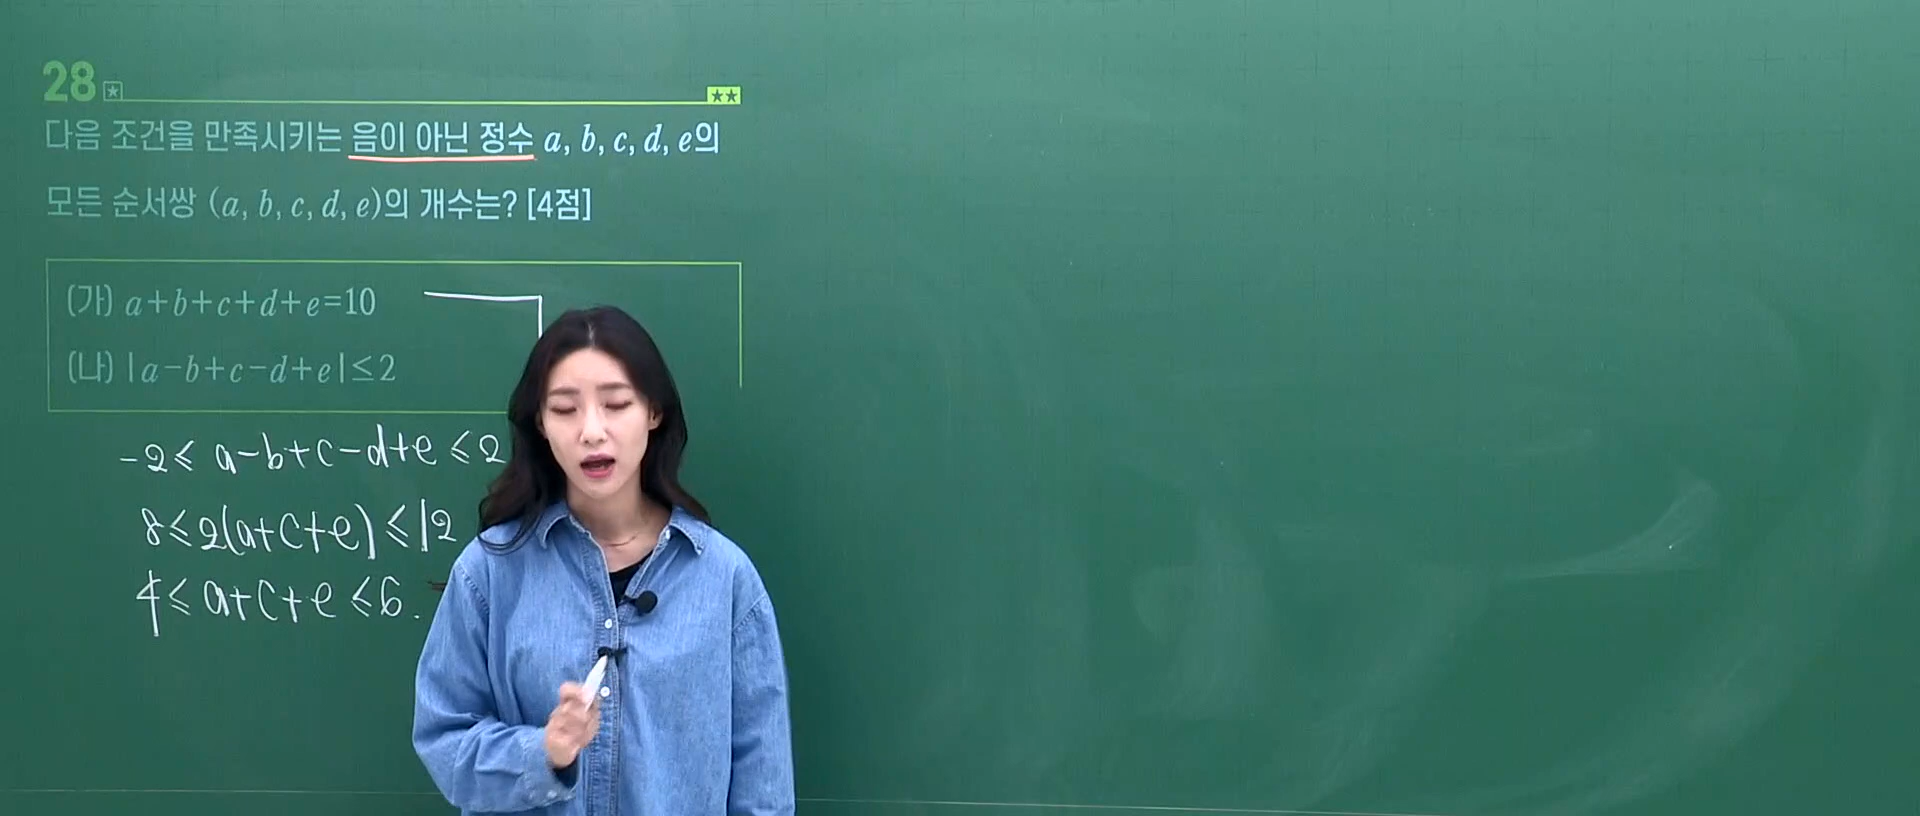 28
다음 조건을 만족시키는 음이 아닌 정수 a, b, c, d, e의
모든 순서쌍 (a, b, c, d, e)의 개수는? [4점]
(가) a+b+c+d+e=10
(나) |a-b+c-d+e|≤2
-2≤ a-b+c-d+e ≤2
8≤2(a+c+e)≤12
4≤a+c+e≤6.